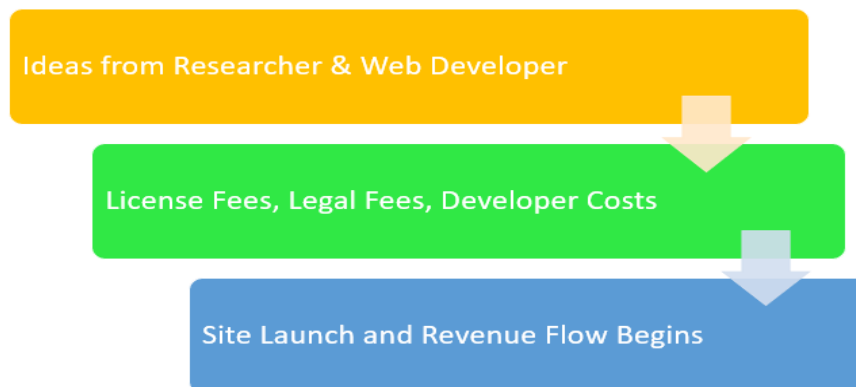 Ideas from Researcher & Web Developer
License Fees, Legal Fees, Developer Costs
Site Launch and Revenue Flow Begins